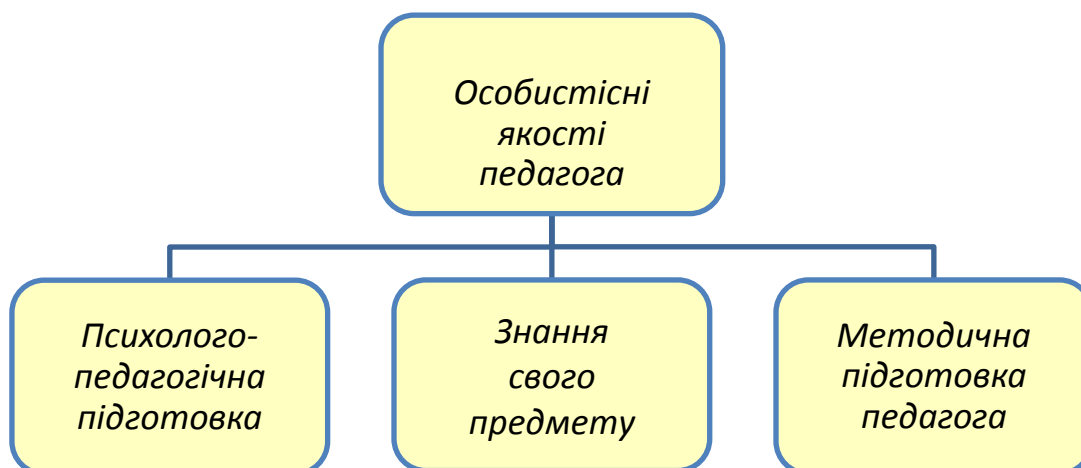 Особистісні
якості
педагога
Психолого-
педагогічна
підготовка
Знання
свого
предмету
Методична
підготовка
педагога